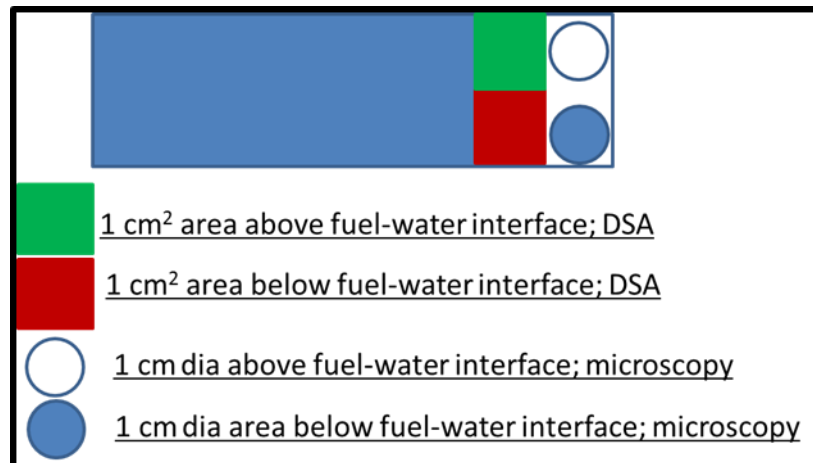 1 cm² area above fuel-water interface; DSA
1 cm² area below fuel-water interface; DSA
1 cm dia above fuel-water interface; microscopy
1 cm dia area below fuel-water interface; microscopy